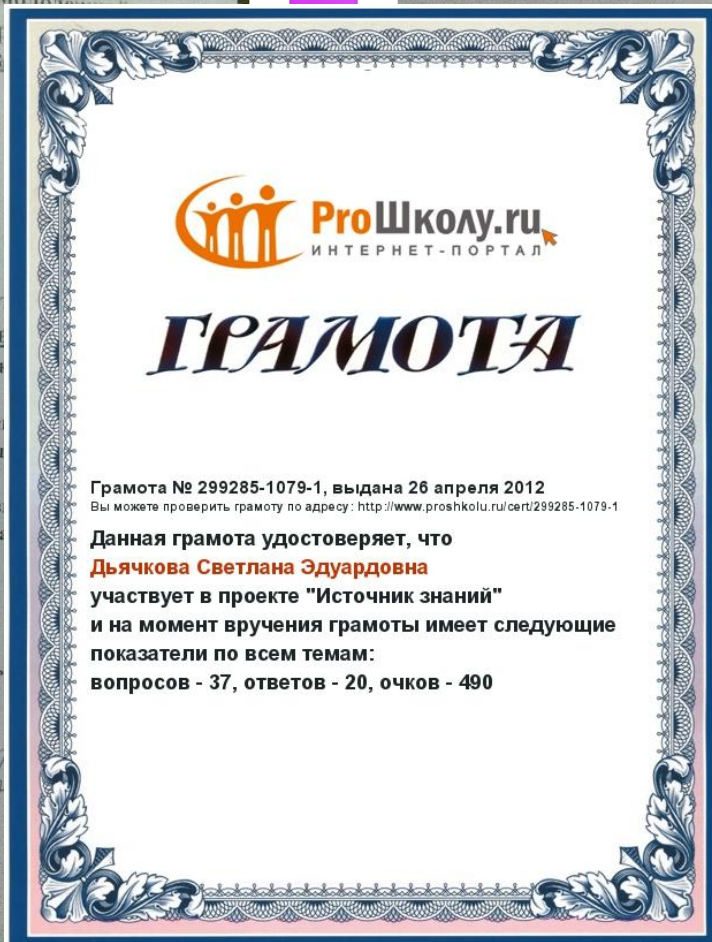 ProШколу.ru
ИНТЕРНЕТ-ПОРТАЛ
ГРАМОТА
Грамота № 299285-1079-1, выдана 26 апреля 2012
Вы можете проверить грамоту по адресу: http://www.proshkolu.ru/cert/299285-1079-1
Данная грамота удостоверяет, что
Дьячкова Светлана Эдуардовна
участвует в проекте "Источник знаний"
и на момент вручения грамоты имеет следующие
показатели по всем темам:
вопросов - 37, ответов - 20, очков - 490